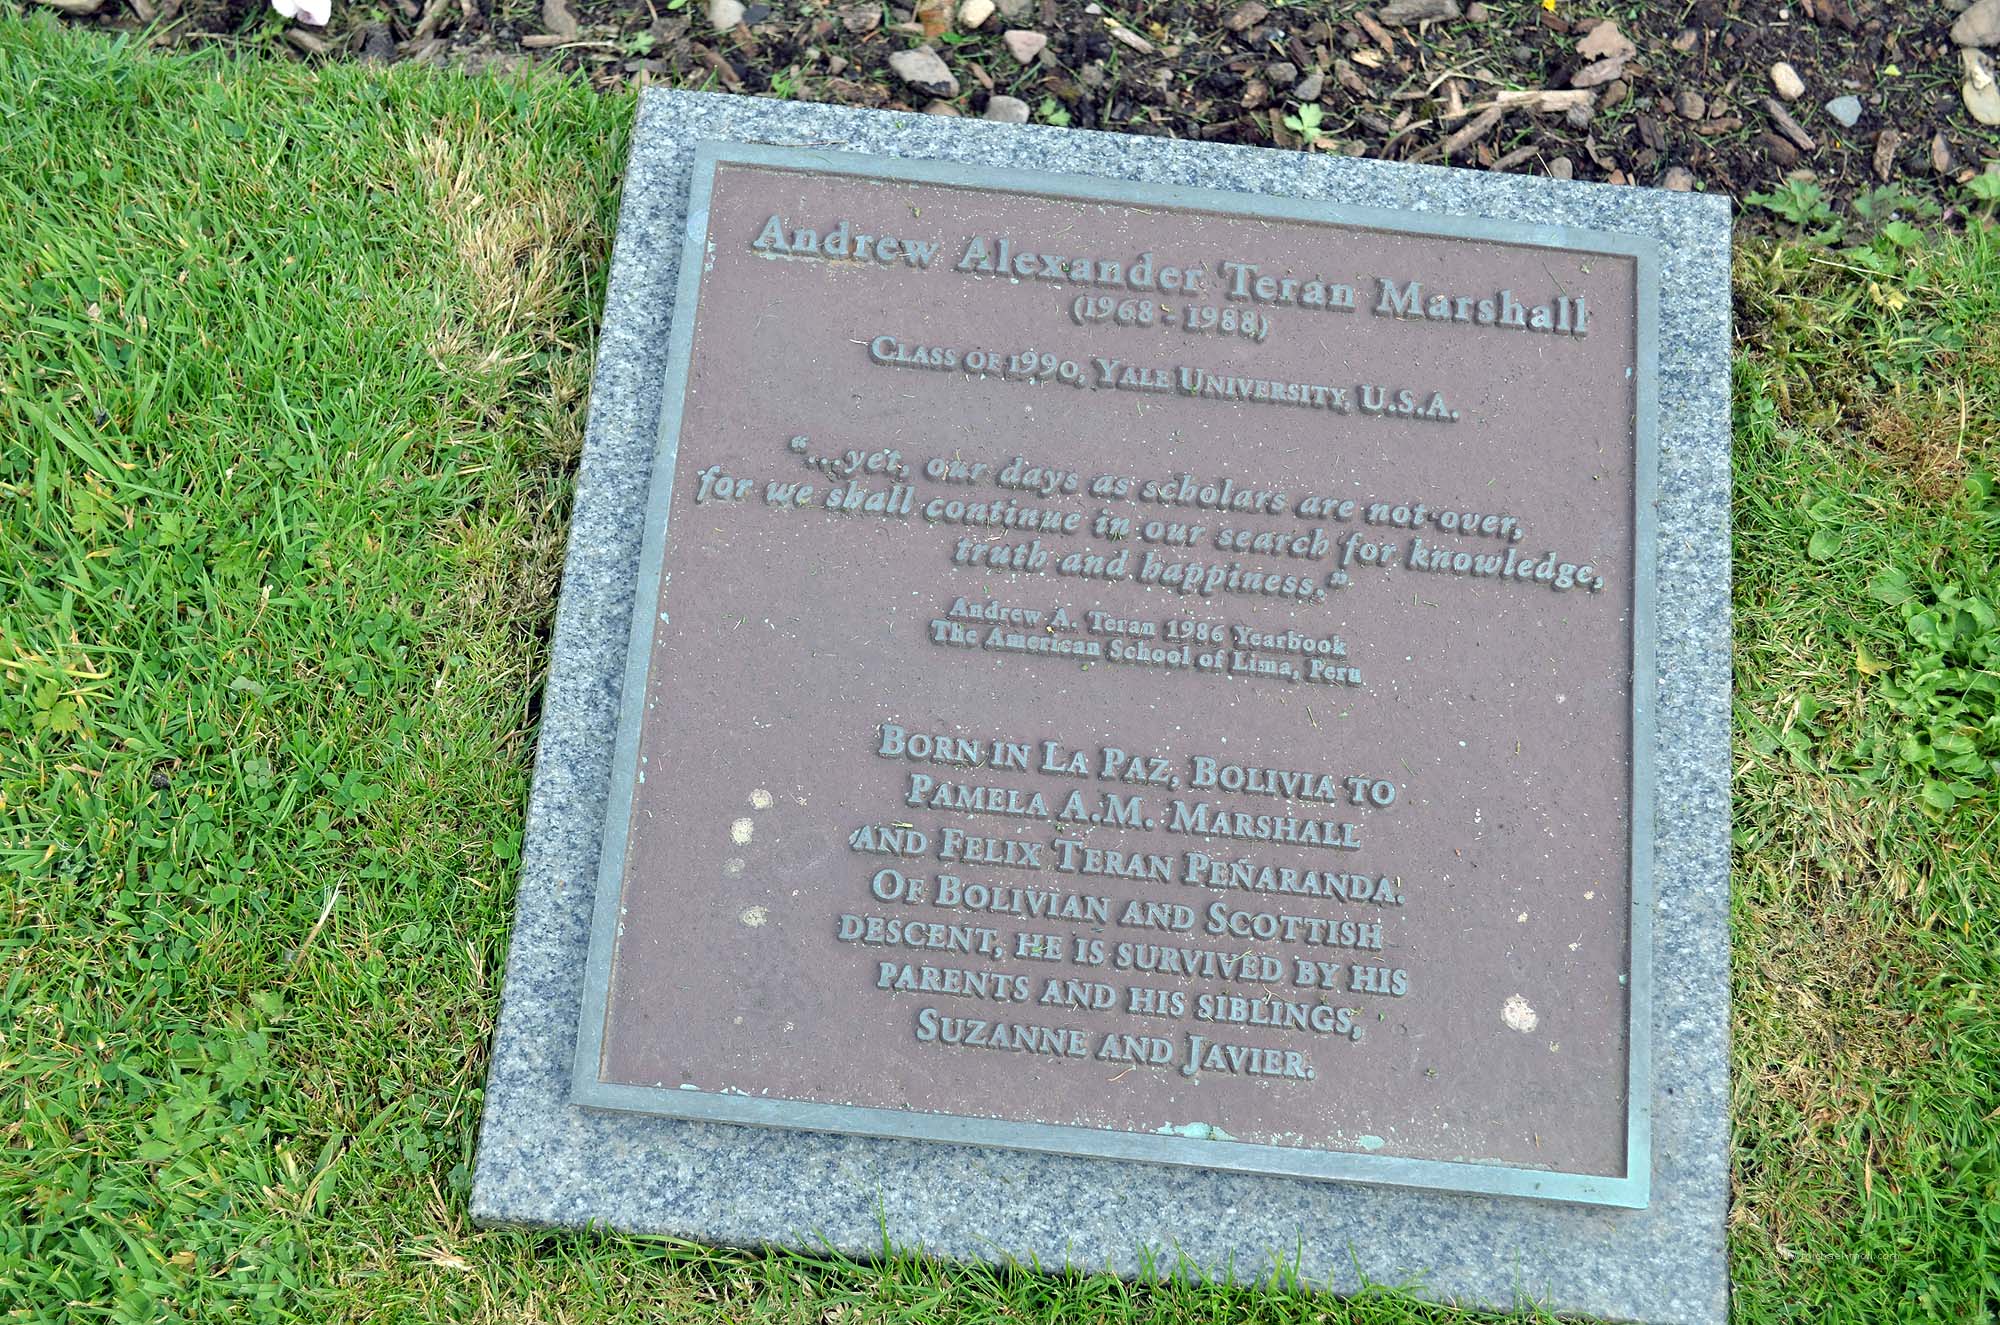 Andrew Alexander Teran Marshall
(1968 - 1988)
CLASS OF 1990, YALE UNIVERSITY, U.S.A.
“...yet, our days as scholars are not over,
for we shall continue in our search for knowledge,
truth and happiness.”
Andrew A. Teran 1986 Yearbook
The American School of Lima, Peru
BORN IN LA PAZ, BOLIVIA TO
PAMELA A.M. MARSHALL
AND FELIX TERAN PEÑARANDA.
OF BOLIVIAN AND SCOTTISH
DESCENT, HE IS SURVIVED BY HIS
PARENTS AND HIS SIBLINGS,
SUZANNE AND JAVIER.